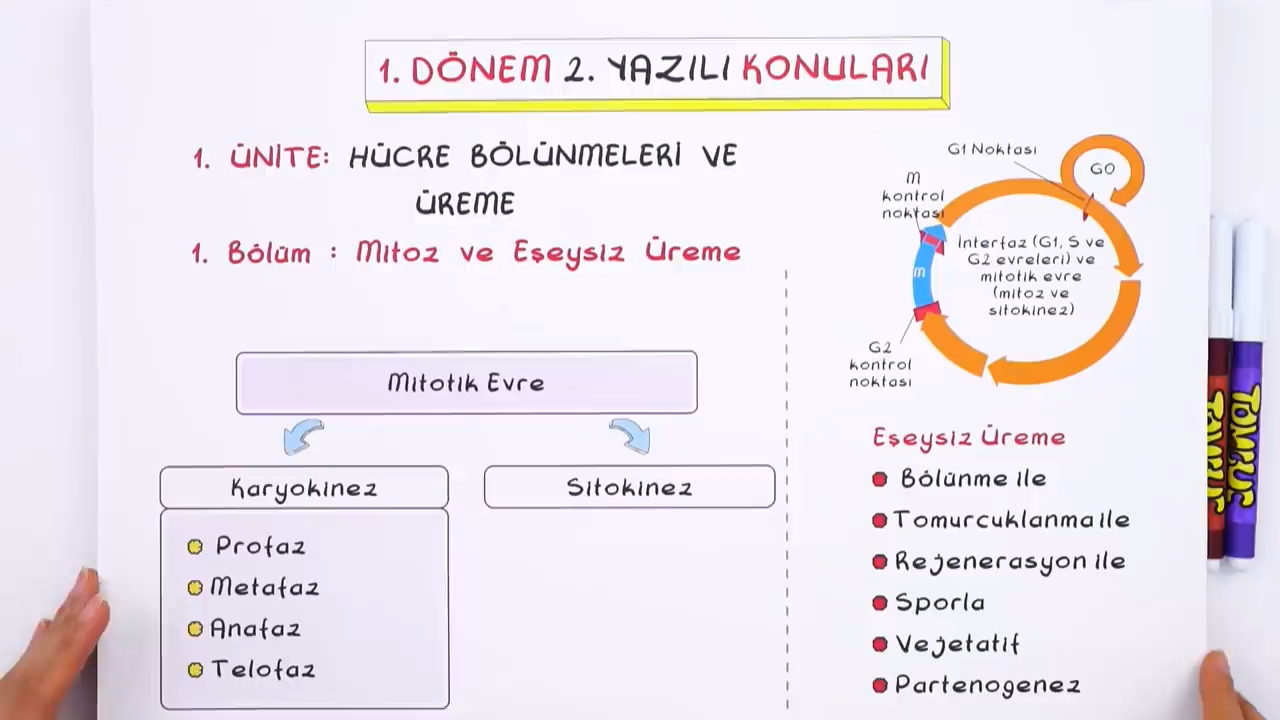 1. DÖNEM 2. YAZILI KONULARI
1. ÜNİTE: HÜCRE BÖLÜNMELERİ VE
ÜREME
1. Bölüm : Mitoz ve Eşeysiz Üreme
Mitotik Evre
Karyokinez
Profaz
Metafaz
Anafaz
Telofaz
Sitokinez
G1 Noktası
G0
M
kontrol
noktası
İnterfaz (G1, S ve
G2 evreleri) ve
mitotik evre
(mitoz ve
sitokinez)
m
G2
kontrol
noktası
Eşeysiz Üreme
Bölünme ile
Tomurcuklanma ile
Rejenerasyon ile
Sporla
Vejetatif
Partenogenez
TOMBUŞ